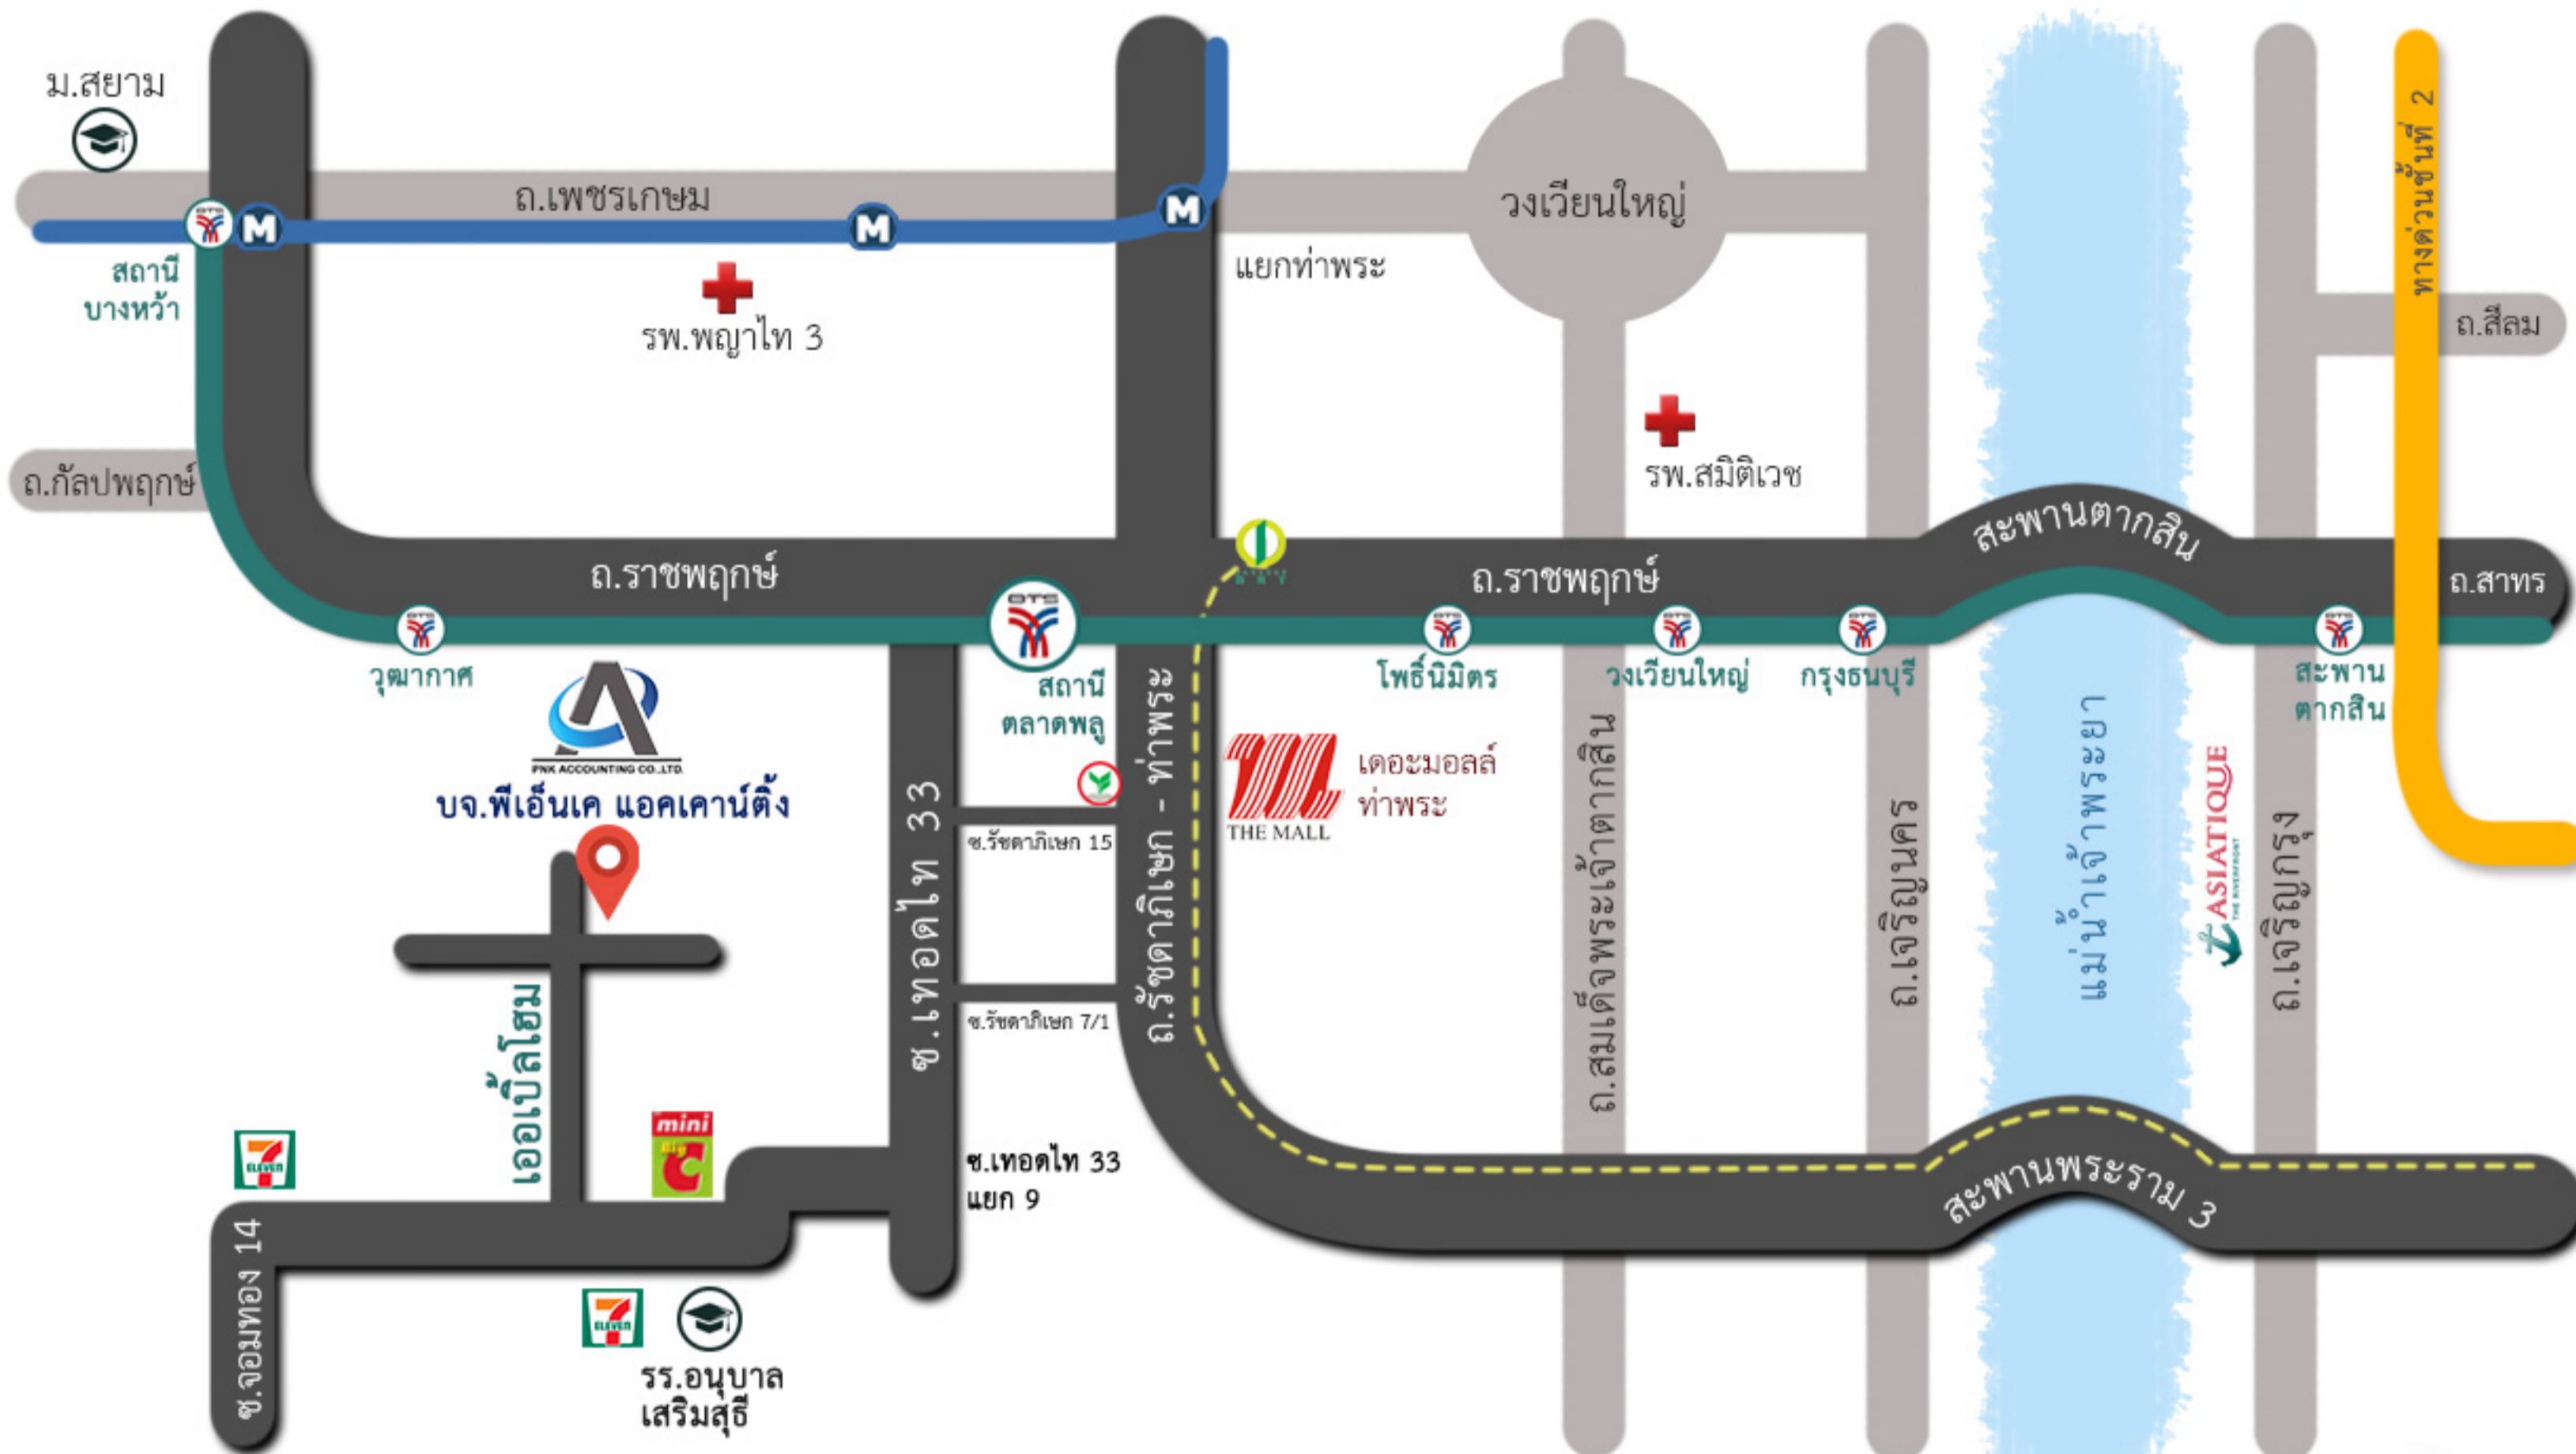 ม.สยาม
ถ.เพชรเกษม
M
M
M
สถานี
บางหว้า
รพ.พญาไท 3
แยกท่าพระ
วงเวียนใหญ่
ทางด่วนขั้นที่ 2
ถ.สีลม
รพ.สมิติเวช
ถ.กัลปพฤกษ์
ถ.ราชพฤกษ์
ถ.ราชพฤกษ์
สะพานตากสิน
ถ.สาทร
วุฒากาศ
สถานี
ตลาดพลู
โพธิ์นิมิตร
วงเวียนใหญ่
กรุงธนบุรี
สะพาน
ตากสิน
PNK ACCOUNTING CO.,LTD.
บจ.พีเอ็นเค แอคเคาน์ติ้ง
ซ.เทอดไท 33
ซ.รัชดาภิเษก 15
ซ.รัชดาภิเษก 7/1
ถ.รัชดาภิเษก - ท่าพระ
THE MALL
เดอะมอลล์
ท่าพระ
ถ.สมเด็จพระเจ้าตากสิน
ถ.เจริญนคร
แม่น้ำเจ้าพระยา
ASIATIQUE
THE RIVERFRONT
ถ.เจริญกรุง
เออเบิ้ลโฮม
7
ELEVEN
mini
Big
C
ซ.เทอดไท 33
แยก 9
สะพานพระราม 3
ซ.จอมทอง 14
7
ELEVEN
รร.อนุบาล
เสริมสุธี